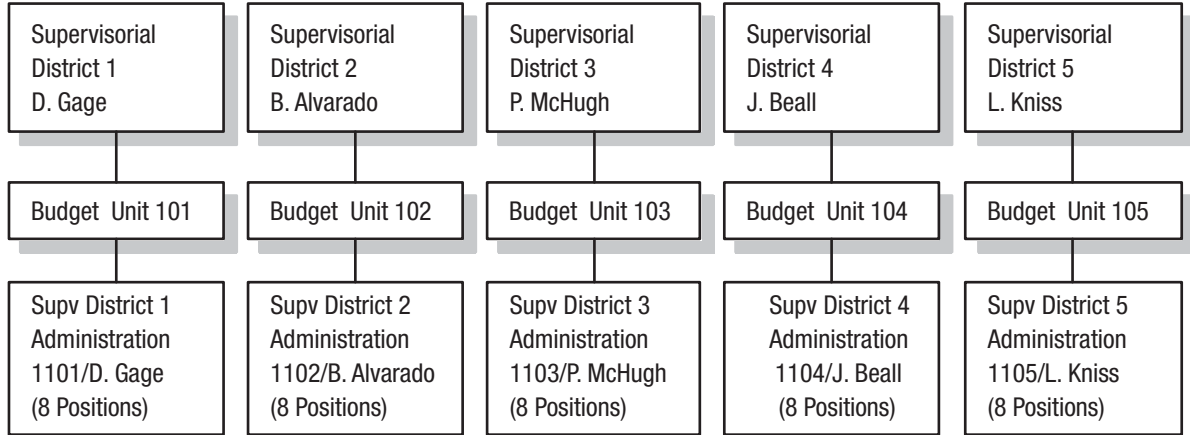 Supervisorial
District 1
D. Gage
Supervisorial
District 2
B. Alvarado
Supervisorial
District 3
P. McHugh
Supervisorial
District 4
J. Beall
Supervisorial
District 5
L. Kniss
Budget Unit 101
Budget Unit 102
Budget Unit 103
Budget Unit 104
Budget Unit 105
Supv District 1
Administration
1101/D. Gage
(8 Positions)
Supv District 2
Administration
1102/B. Alvarado
(8 Positions)
Supv District 3
Administration
1103/P. McHugh
(8 Positions)
Supv District 4
Administration
1104/J. Beall
(8 Positions)
Supv District 5
Administration
1105/L. Kniss
(8 Positions)